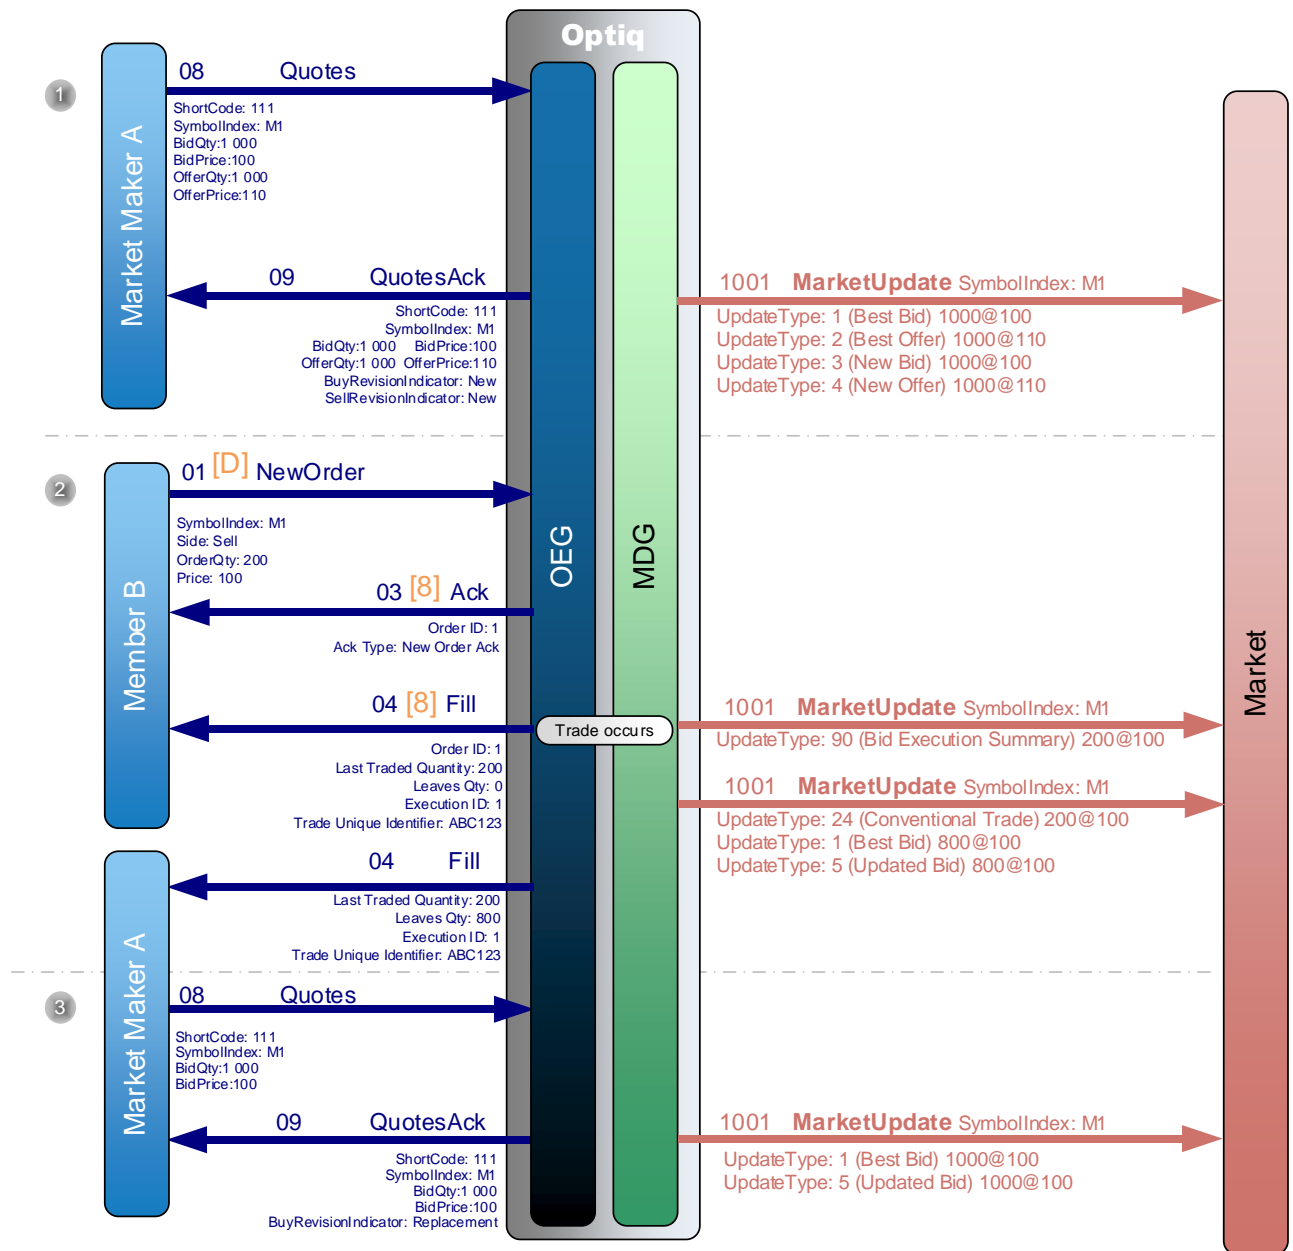 Optiq
1
Market Maker A
08 Quotes
ShortCode: 111
SymbolIndex: M1
BidQty:1 000
BidPrice:100
OfferQty:1 000
OfferPrice:110
09 QuotesAck
ShortCode: 111
SymbolIndex: M1
BidQty:1 000 BidPrice:100
OfferQty:1 000 OfferPrice:110
BuyRevisionIndicator: New
SellRevisionIndicator: New
1001 MarketUpdate SymbolIndex: M1
UpdateType: 1 (Best Bid) 1000@100
UpdateType: 2 (Best Offer) 1000@110
UpdateType: 3 (New Bid) 1000@100
UpdateType: 4 (New Offer) 1000@110
2
Member B
01 [D] NewOrder
SymbolIndex: M1
Side: Sell
OrderQty: 200
Price: 100
03 [8] Ack
Order ID: 1
Ack Type: New Order Ack
OEG
MDG
Market
04 [8] Fill
Order ID: 1
Last Traded Quantity: 200
Leaves Qty: 0
Execution ID: 1
Trade Unique Identifier: ABC123
Trade occurs
1001 MarketUpdate SymbolIndex: M1
UpdateType: 90 (Bid Execution Summary) 200@100
1001 MarketUpdate SymbolIndex: M1
UpdateType: 24 (Conventional Trade) 200@100
UpdateType: 1 (Best Bid) 800@100
UpdateType: 5 (Updated Bid) 800@100
Market Maker A
04 Fill
Last Traded Quantity: 200
Leaves Qty: 800
Execution ID: 1
Trade Unique Identifier: ABC123
3
08 Quotes
ShortCode: 111
SymbolIndex: M1
BidQty:1 000
BidPrice:100
09 QuotesAck
ShortCode: 111
SymbolIndex: M1
BidQty:1 000
BidPrice:100
BuyRevisionIndicator: Replacement
1001 MarketUpdate SymbolIndex: M1
UpdateType: 1 (Best Bid) 1000@100
UpdateType: 5 (Updated Bid) 1000@100